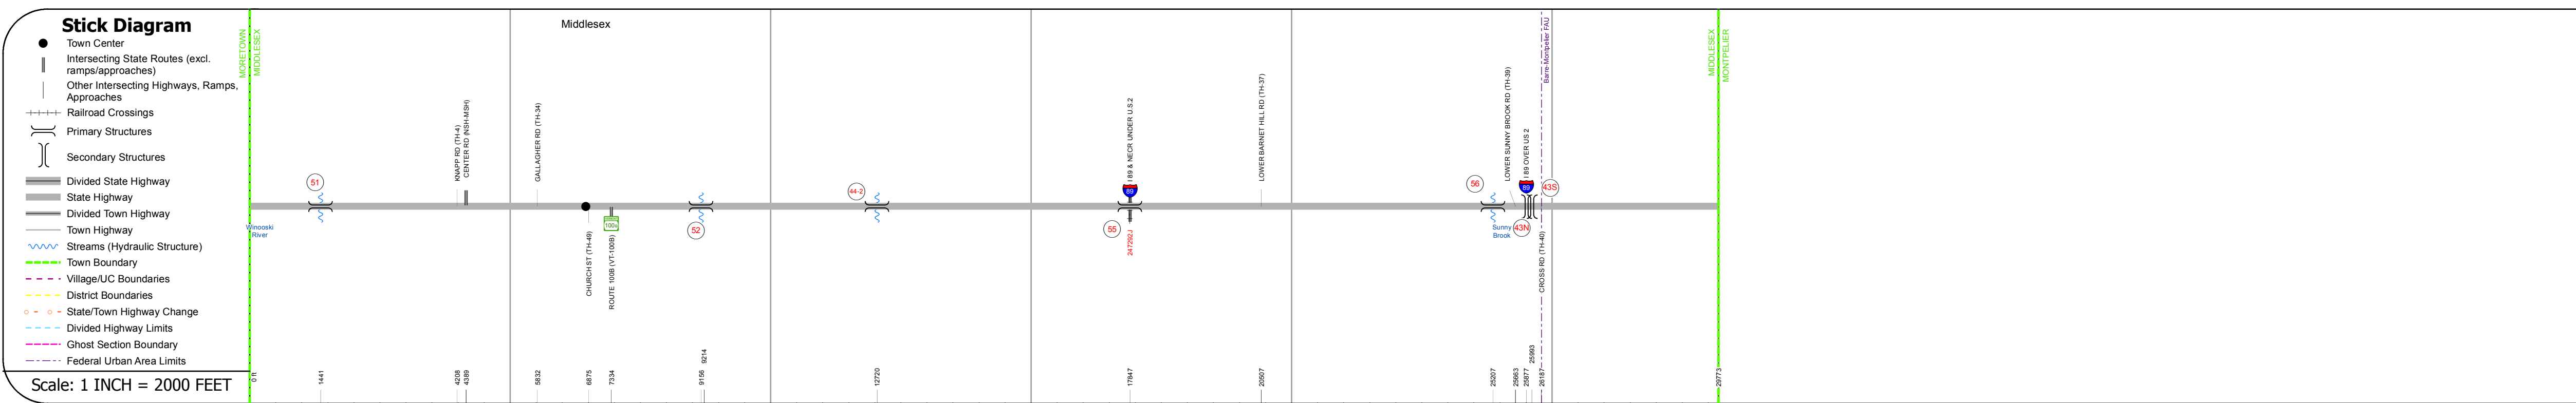 Stick Diagram
Town Center
Intersecting State Routes (excl.
ramps/approaches)
Other Intersecting Highways, Ramps,
Approaches
Railroad Crossings
Primary Structures
Secondary Structures
Divided State Highway
State Highway
Divided Town Highway
Town Highway
Streams (Hydraulic Structure)
Town Boundary
Village/UC Boundaries
District Boundaries
State/Town Highway Change
Divided Highway Limits
Ghost Section Boundary
Federal Urban Area Limits
Scale: 1 INCH = 2000 FEET
Middlesex
MORETOWN
MIDDLESEX
Winooski
River
51
KNAPP RD (TH-4)
CENTER RD (NSH-MSH)
GALLAGHER RD (TH-34)
CHURCH ST (TH-49)
100B
ROUTE 100B (VT-100B)
52
44-2
I 89 & NECR UNDER U.S.2
89
55
247292J
LOWER BARNET HILL RD (TH-37)
56
Sunny
Brook
LOWER SUNNY BROOK RD (TH-39)
I 89 OVER US 2
89
43S
43N
CROSS RD (TH-40)
Barre-Montpelier FAU
MIDDLESEX
MONTPELIER
0 ft
1441
4208
4389
5832
6875
7334
9156
9214
12720
17847
20507
25207
25663
25877
25993
26187
29773